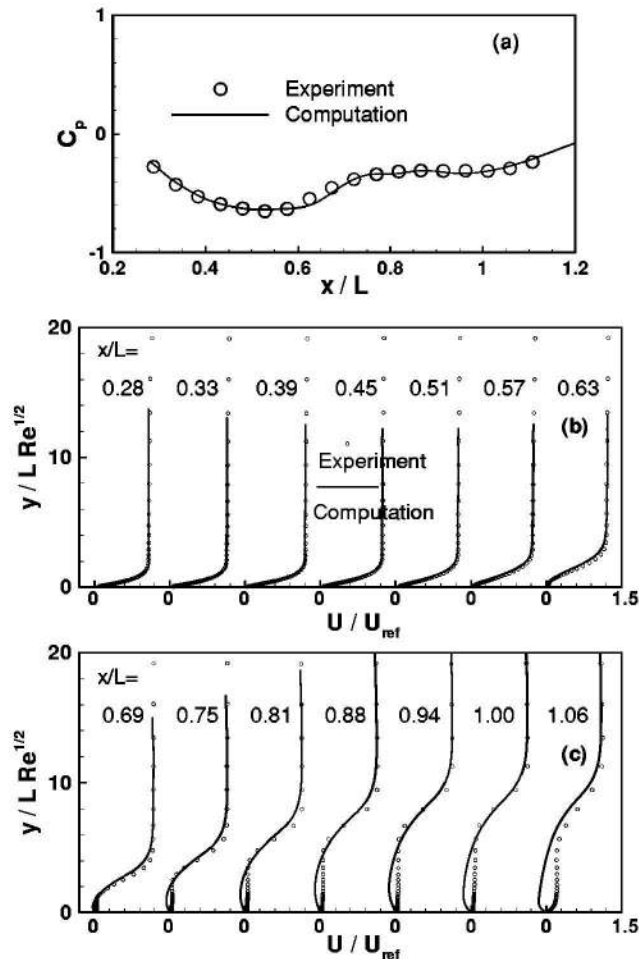 1
(a)
Experiment
Computation
C_p
0
-1
0.2 0.4 0.6 0.8 1 1.2
x / L
20
x/L=
0.28 0.33 0.39 0.45 0.51 0.57 0.63
(b)
Experiment
Computation
y / L Re^1/2
10
0
0 0 0 0 0 0 0 1.5
U / U_ref
20
x/L=
0.69 0.75 0.81 0.88 0.94 1.00 1.06
(c)
y / L Re^1/2
10
0
0 0 0 0 0 0 0 1.5
U / U_ref